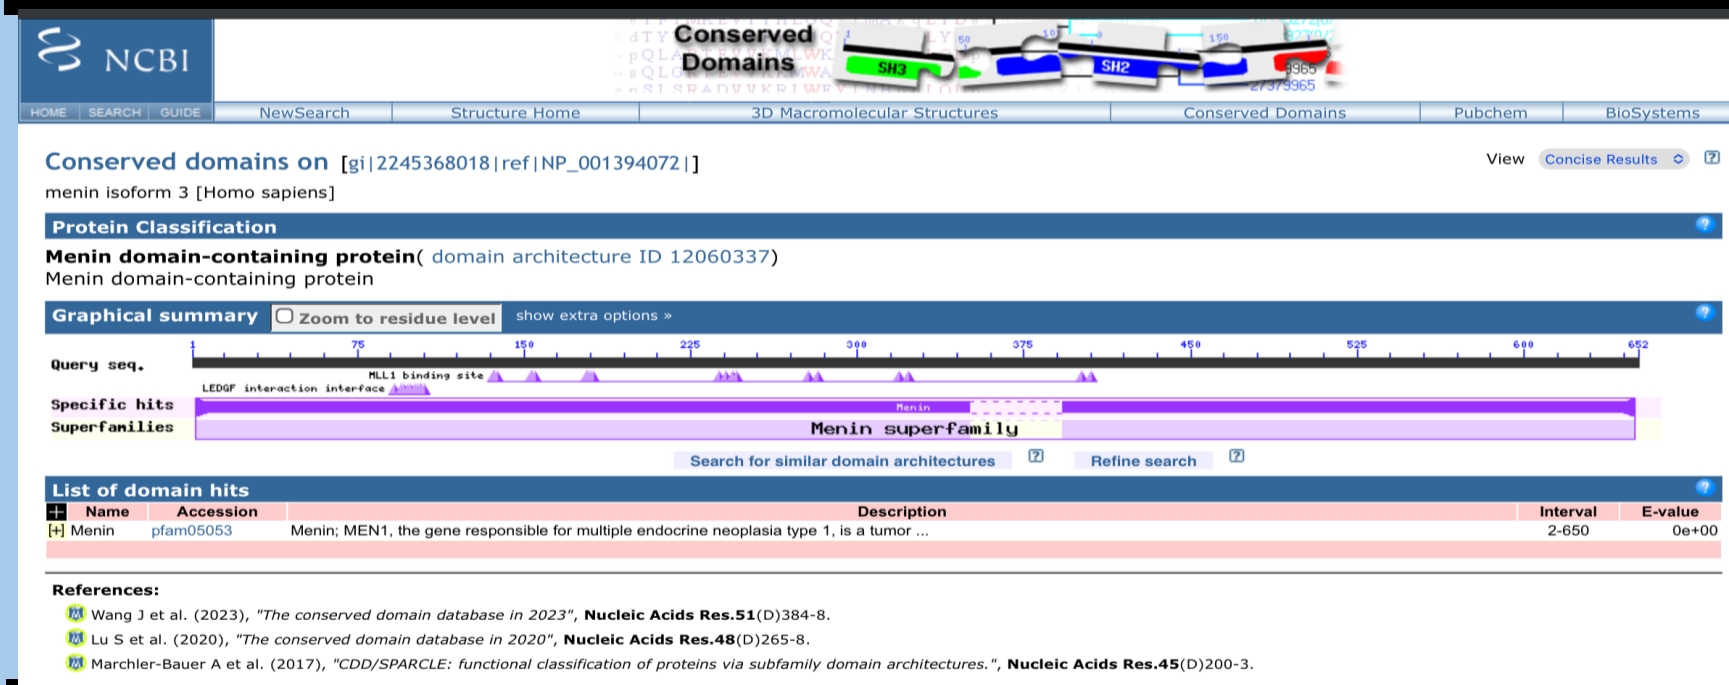 Conserved
Domains
SH3
SH2
1
50
150
27379965
NCBI
HOME SEARCH GUIDE NewSearch Structure Home 3D Macromolecular Structures Conserved Domains Pubchem BioSystems
Conserved domains on [gi|2245368018|ref|NP_001394072|] View Concise Results ?
menin isoform 3 [Homo sapiens]
Protein Classification ?
Menin domain-containing protein( domain architecture ID 12060337)
Menin domain-containing protein
Graphical summary Zoom to residue level show extra options » ?
1 75 150 225 300 375 450 525 600 652
Query seq.
MLL1 binding site
LEDGF interaction interface
Specific hits Menin
Superfamilies Menin superfamily
Search for similar domain architectures ? Refine search ?
List of domain hits ?
+ Name Accession Description Interval E-value
[+] Menin pfam05053 Menin; MEN1, the gene responsible for multiple endocrine neoplasia type 1, is a tumor ... 2-650 0e+00
References:
Wang J et al. (2023), "The conserved domain database in 2023", Nucleic Acids Res.51(D)384-8.
Lu S et al. (2020), "The conserved domain database in 2020", Nucleic Acids Res.48(D)265-8.
Marchler-Bauer A et al. (2017), "CDD/SPARCLE: functional classification of proteins via subfamily domain architectures.", Nucleic Acids Res.45(D)200-3.